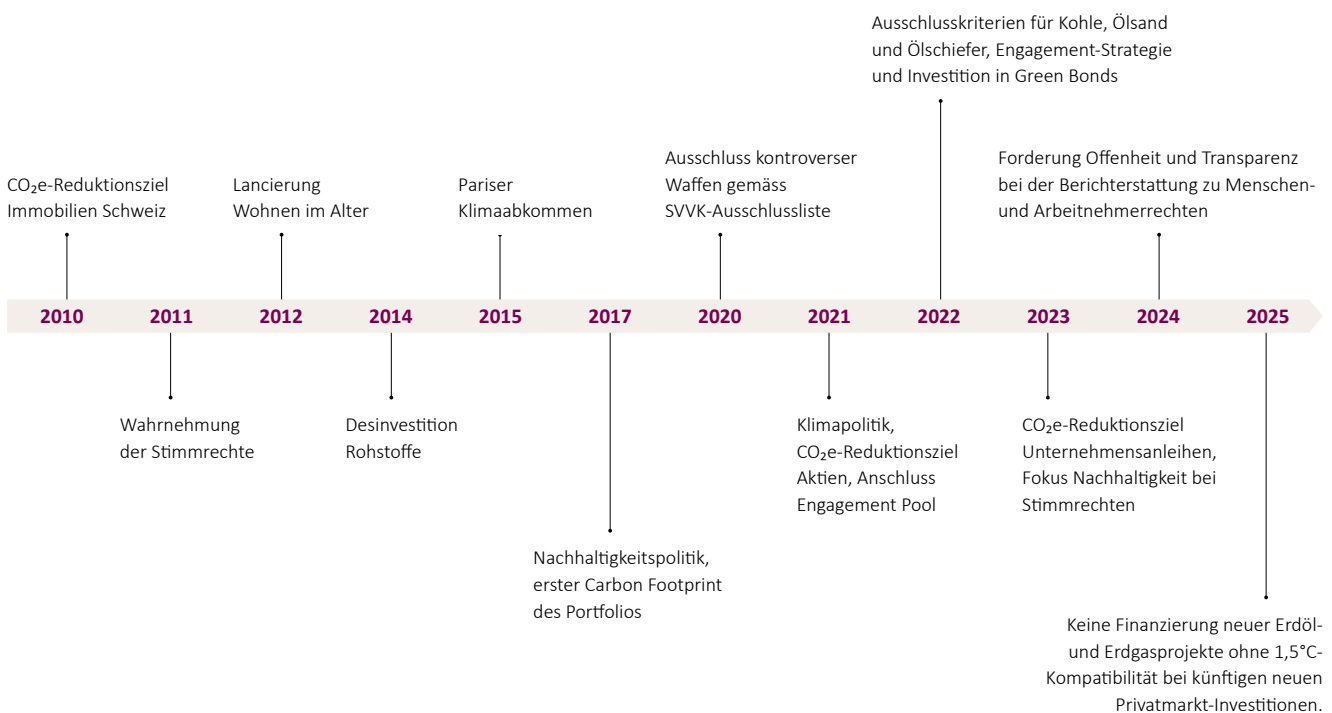 Ausschlusskriterien für Kohle, Ölsand
und Ölschiefer, Engagement-Strategie
und Investition in Green Bonds
CO₂e-Reduktionsziel
Immobilien Schweiz
Lancierung
Wohnen im Alter
Pariser
Klimaabkommen
Ausschluss kontroverser
Waffen gemäss
SVVK-Ausschlussliste
Forderung Offenheit und Transparenz
bei der Berichterstattung zu Menschen-
und Arbeitnehmerrechten
2010 2011 2012 2014 2015 2017 2020 2021 2022 2023 2024 2025
Wahrnehmung
der Stimmrechte
Desinvestition
Rohstoffe
Nachhaltigkeitspolitik,
erster Carbon Footprint
des Portfolios
Klimapolitik,
CO₂e-Reduktionsziel
Aktien, Anschluss
Engagement Pool
CO₂e-Reduktionsziel
Unternehmensanleihen,
Fokus Nachhaltigkeit bei
Stimmrechten
Keine Finanzierung neuer Erdöl-
und Erdgasprojekte ohne 1,5°C-
Kompatibilität bei künftigen neuen
Privatmarkt-Investitionen.